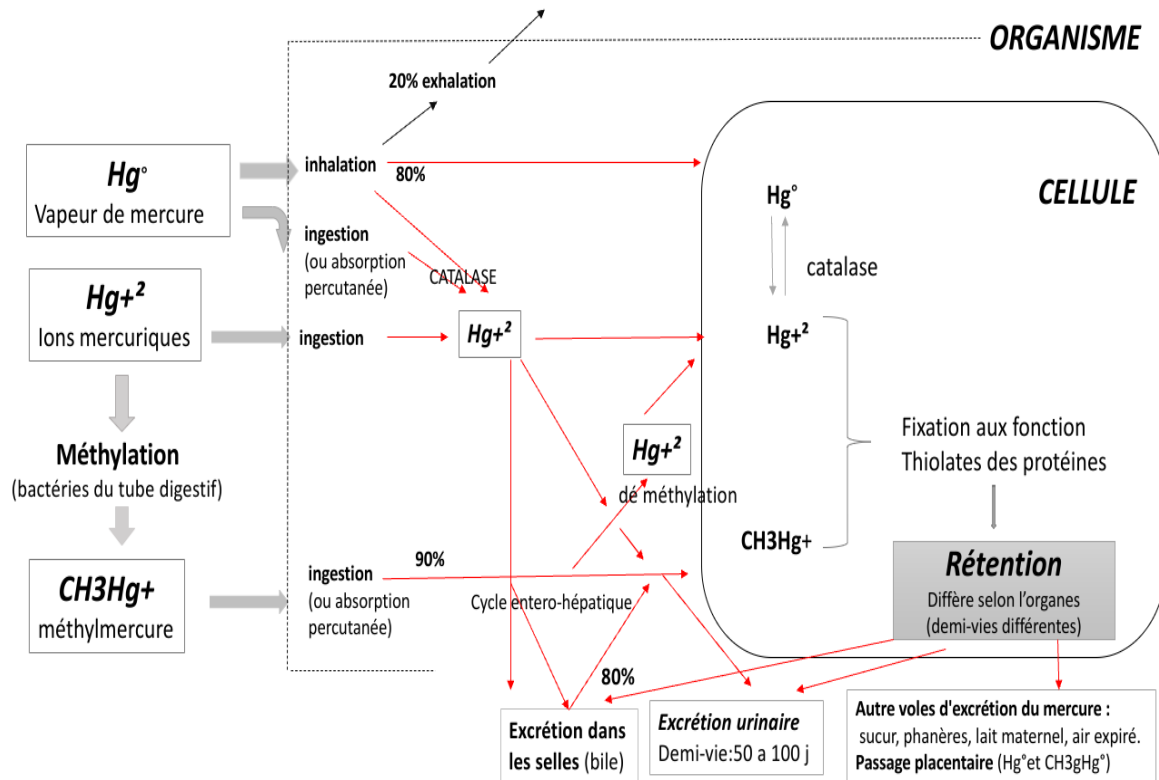 ORGANISME
20% exhalation
Hg°
Vapeur de mercure
inhalation
80%
ingestion
(ou absorption
percutanée)
CATALASE
Hg+²
Ions mercuriques
ingestion
Hg+²
Méthylation
(bactéries du tube digestif)
CH3Hg+
méthylmercure
ingestion
(ou absorption
percutanée)
90%
Cycle entero-hépatique
Hg+²
dé méthylation
80%
CELLULE
Hg°
catalase
Hg+²
CH3Hg+
Fixation aux fonction
Thiolates des protéines
Rétention
Diffère selon l'organes
(demi-vies différentes)
Excrétion dans
les selles (bile)
Excrétion urinaire
Demi-vie:50 a 100 j
Autre voles d'excrétion du mercure :
sucur, phanères, lait maternel, air expiré.
Passage placentaire (Hg°et CH3gHg°)